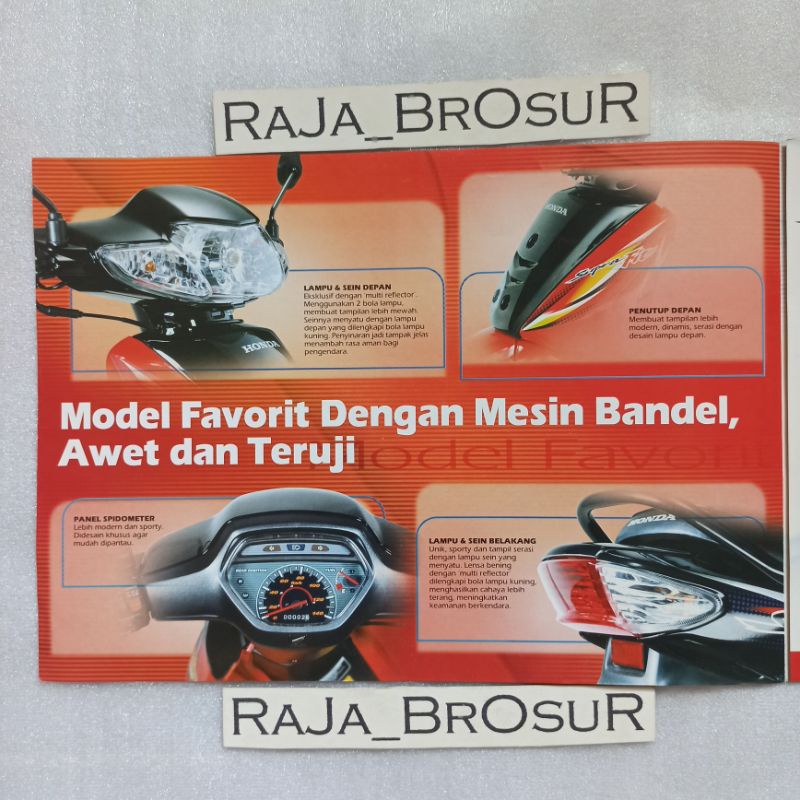 RAJA_BROSUR
HONDA
LAMPU & SEIN DEPAN
Eksklusif dengan 'multi reflector'.
Menggunakan 2 bola lampu,
membuat tampilan lebih mewah.
Seinnya menyatu dengan lampu
depan yang dilengkapi bola lampu
kuning. Penyinaran jadi tampak jelas
menambah rasa aman bagi
pengendara.
HONDA
PENUTUP DEPAN
Membuat tampilan lebih
modern, dinamis, serasi dengan
desain lampu depan.
Model Favorit Dengan Mesin Bandel,
Awet dan Teruji
Model Favorit
PANEL SPIDOMETER
Lebih modern dan sporty.
Didesain khusus agar
mudah dipantau.
LAMPU & SEIN BELAKANG
Unik, sporty dan tampil serasi
dengan lampu sein yang
menyatu. Lensa bening
dengan 'multi reflector'
dilengkapi bola lampu kuning,
menghasilkan cahaya lebih
terang, meningkatkan
keamanan berkendara.
HONDA
RAJA_BROSUR